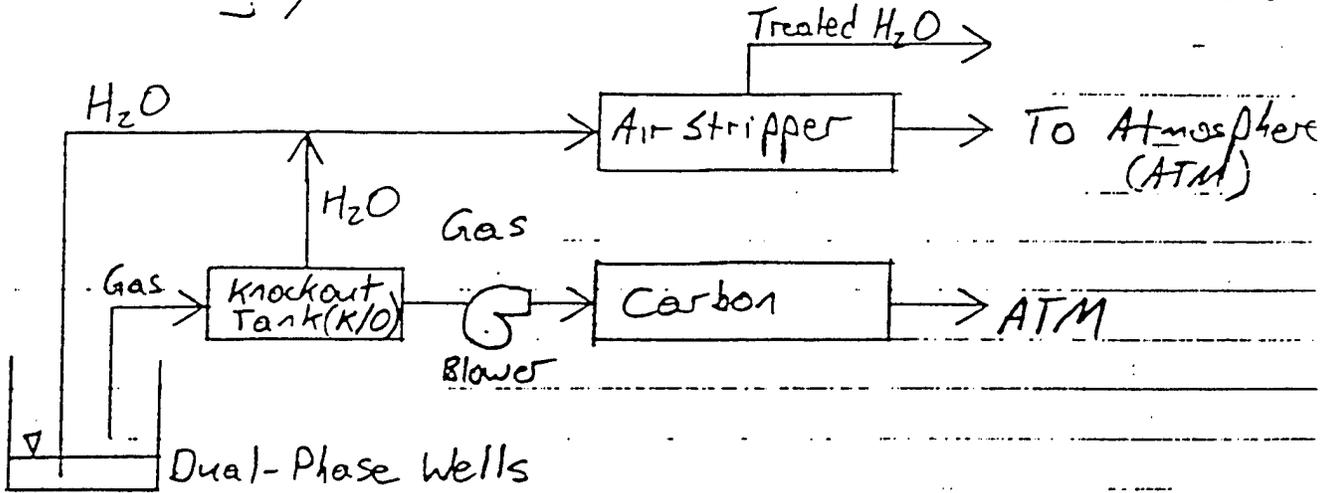 Treated H₂O
H₂O
Air Stripper
To Atmosphere
(ATM)
H₂O
Gas
Gas
Knockout
Tank (K/O)
Carbon
ATM
Blower
Dual-Phase Wells